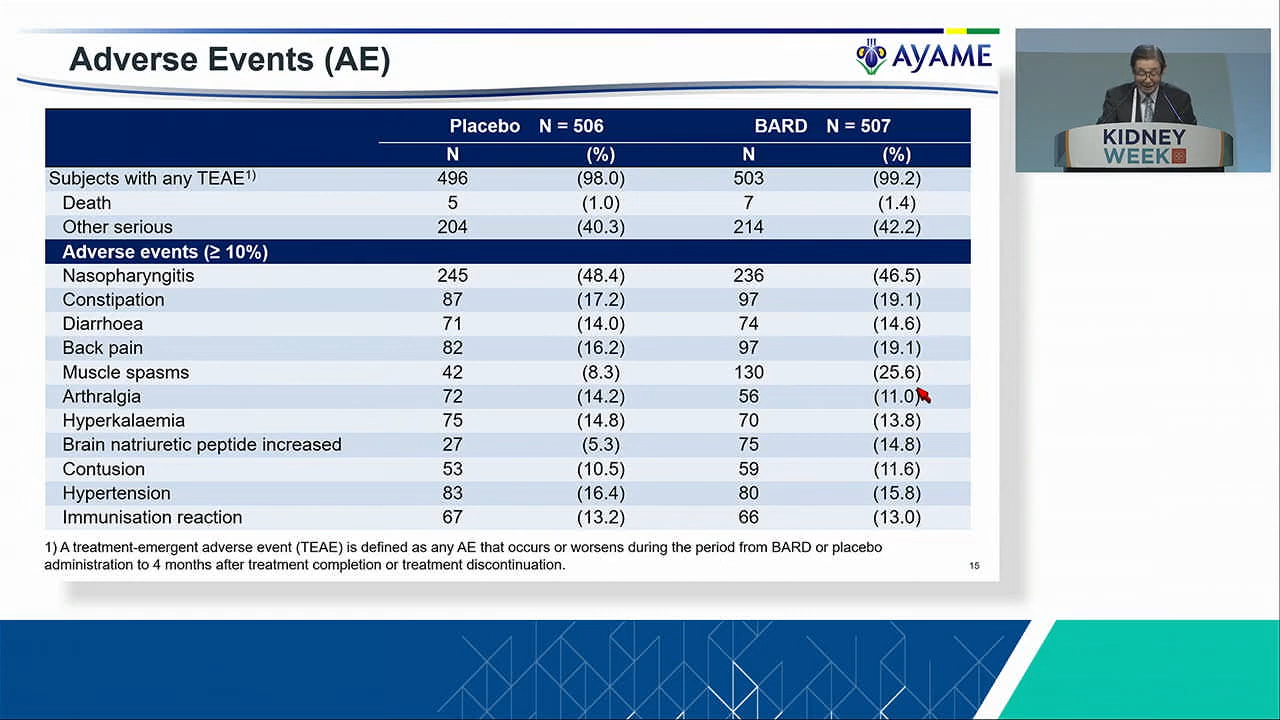 Adverse Events (AE)
AYAME
KIDNEY
WEEK
Placebo N = 506 BARD N = 507
N (%) N (%)
Subjects with any TEAE1) 496 (98.0) 503 (99.2)
Death 5 (1.0) 7 (1.4)
Other serious 204 (40.3) 214 (42.2)
Adverse events (≥ 10%)
Nasopharyngitis 245 (48.4) 236 (46.5)
Constipation 87 (17.2) 97 (19.1)
Diarrhoea 71 (14.0) 74 (14.6)
Back pain 82 (16.2) 97 (19.1)
Muscle spasms 42 (8.3) 130 (25.6)
Arthralgia 72 (14.2) 56 (11.0)
Hyperkalaemia 75 (14.8) 70 (13.8)
Brain natriuretic peptide increased 27 (5.3) 75 (14.8)
Contusion 53 (10.5) 59 (11.6)
Hypertension 83 (16.4) 80 (15.8)
Immunisation reaction 67 (13.2) 66 (13.0)
1) A treatment-emergent adverse event (TEAE) is defined as any AE that occurs or worsens during the period from BARD or placebo
administration to 4 months after treatment completion or treatment discontinuation.
15